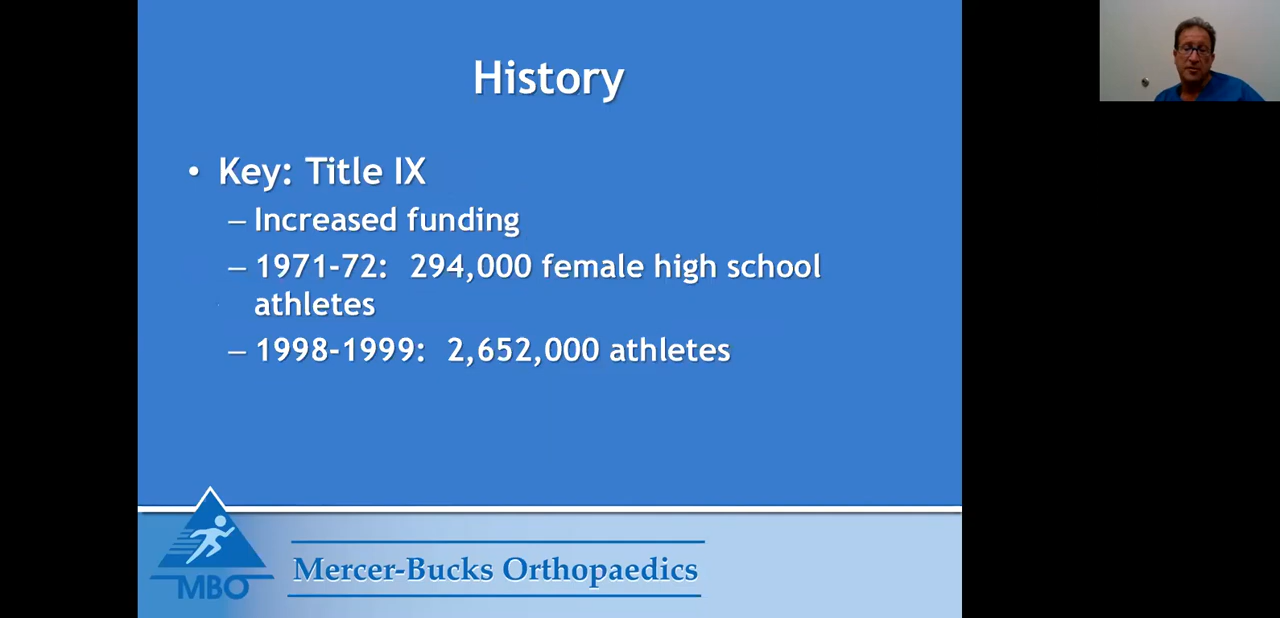 History
• Key: Title IX
– Increased funding
– 1971-72:  294,000 female high school
athletes
– 1998-1999:  2,652,000 athletes
MBO
Mercer-Bucks Orthopaedics